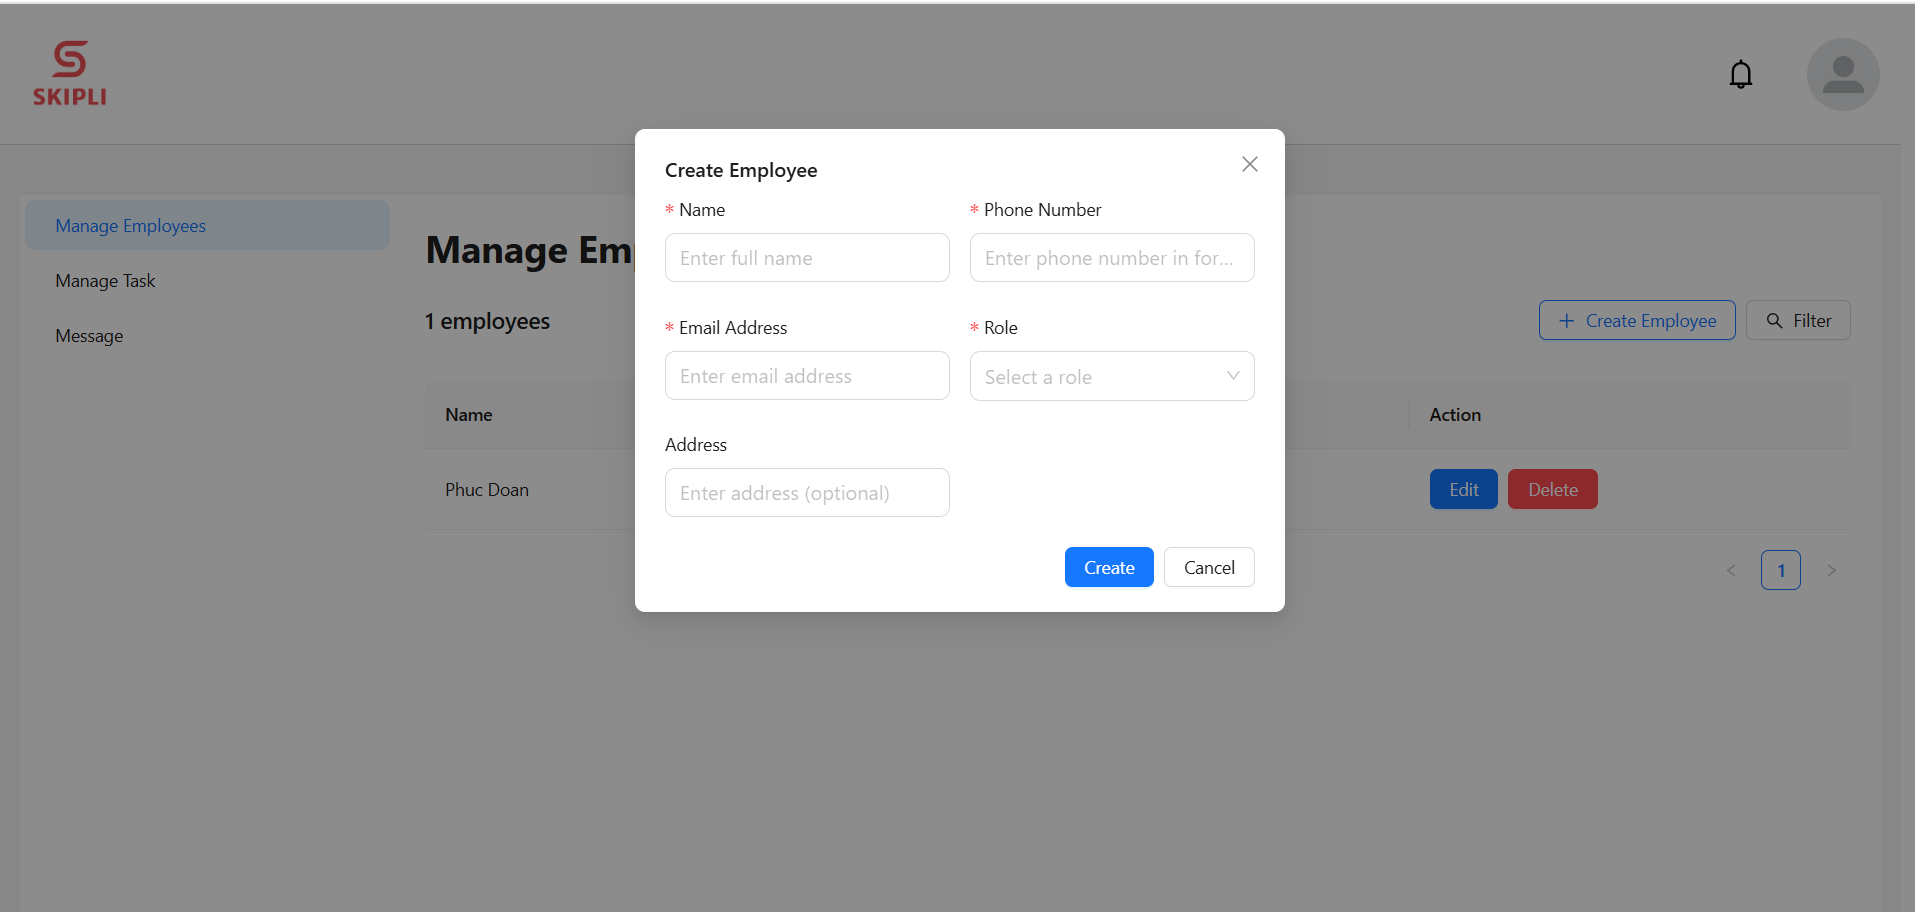 SKIPLI
Manage Employees
Manage Task
Message
Manage Em
1 employees
Create Employee
Filter
Name
Action
Phuc Doan
Edit
Delete
1
Create Employee
* Name
* Phone Number
Enter full name
Enter phone number in for...
* Email Address
* Role
Enter email address
Select a role
Address
Enter address (optional)
Create
Cancel